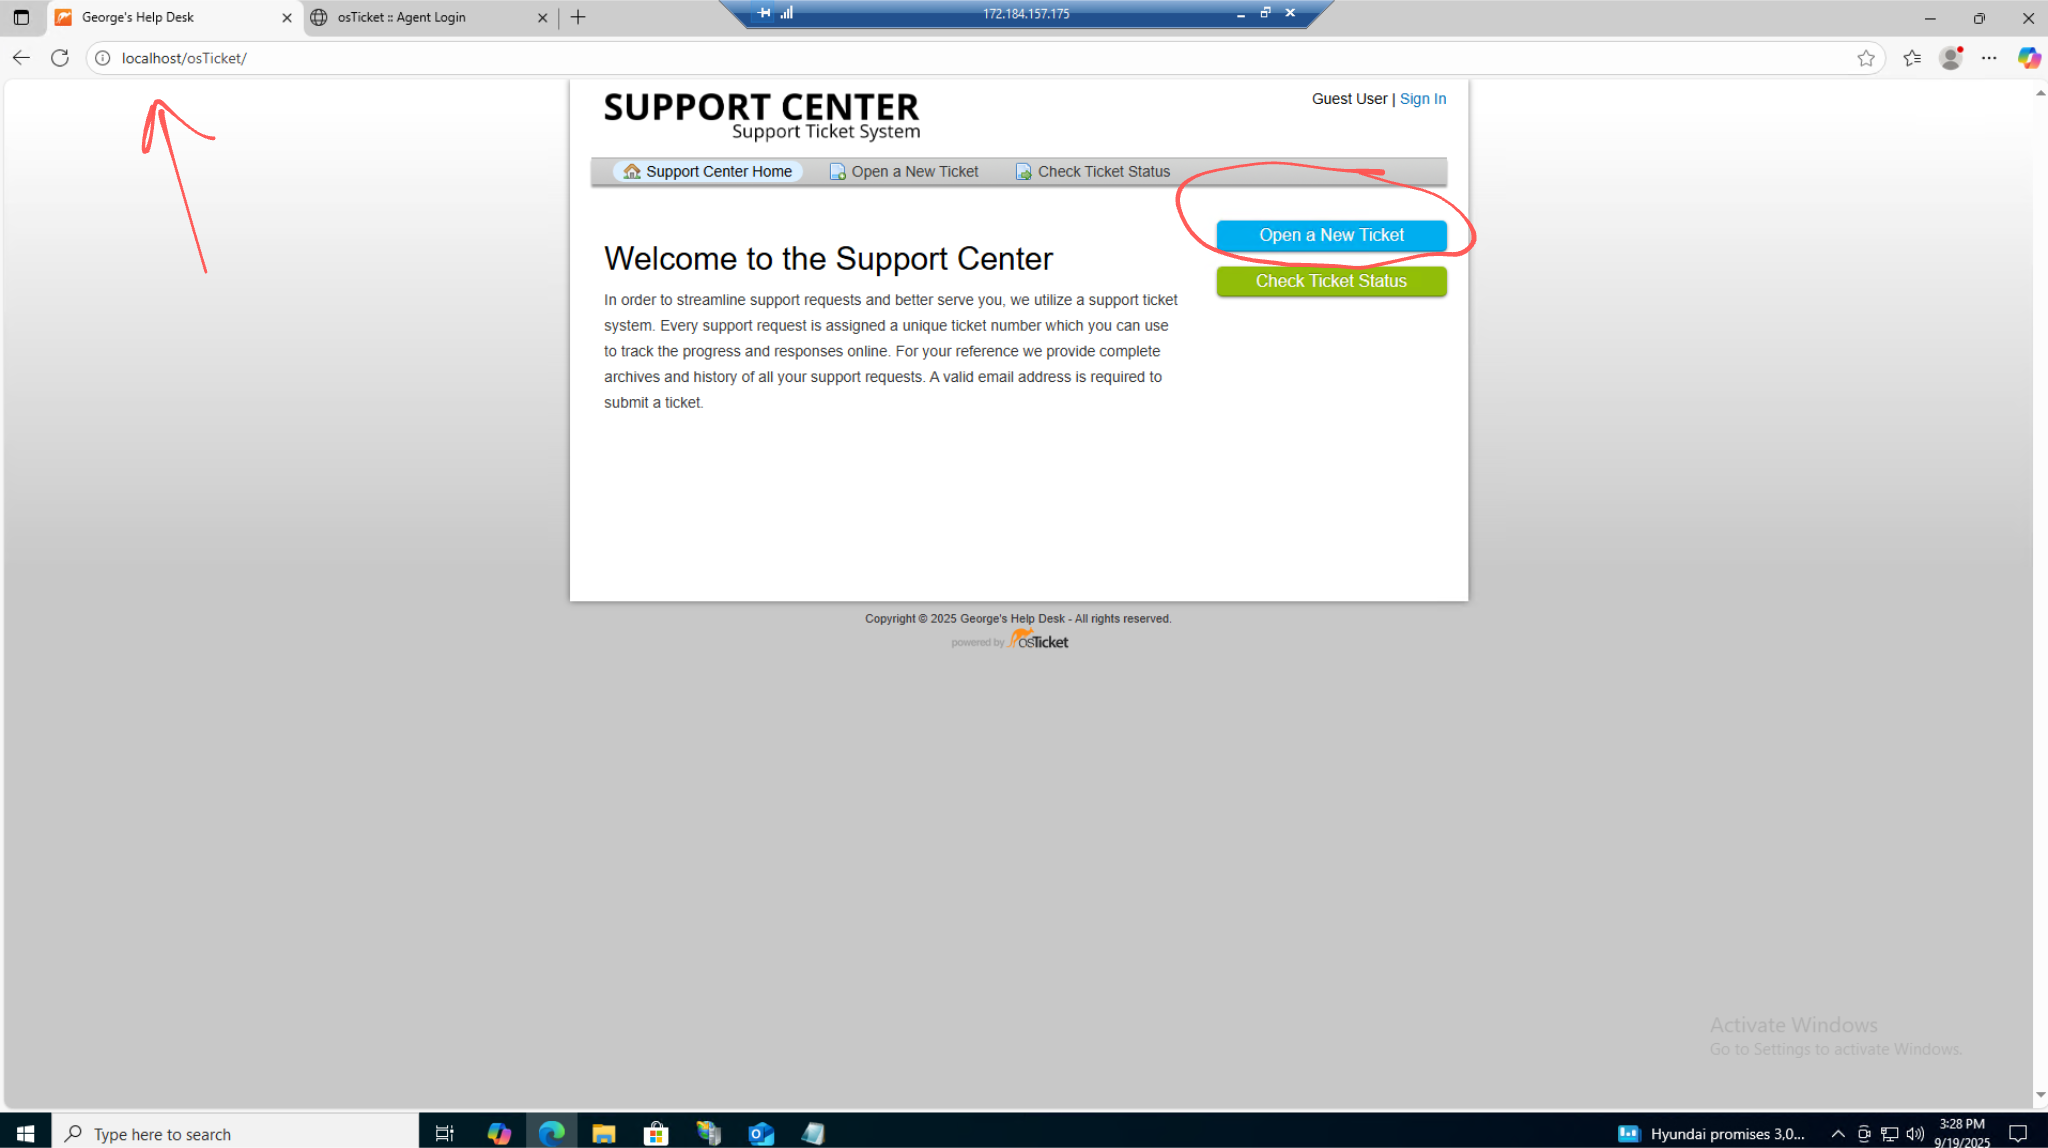 George's Help Desk
osTicket :: Agent Login
172.184.157.175
localhost/osTicket/
SUPPORT CENTER
Support Ticket System
Guest User | Sign In
Support Center Home
Open a New Ticket
Check Ticket Status
Open a New Ticket
Check Ticket Status
Welcome to the Support Center
In order to streamline support requests and better serve you, we utilize a support ticket
system. Every support request is assigned a unique ticket number which you can use
to track the progress and responses online. For your reference we provide complete
archives and history of all your support requests. A valid email address is required to
submit a ticket.
Copyright © 2025 George's Help Desk - All rights reserved.
powered by osTicket
Activate Windows
Go to Settings to activate Windows.
Type here to search
Hyundai promises 3,0...
3:28 PM
9/19/2025